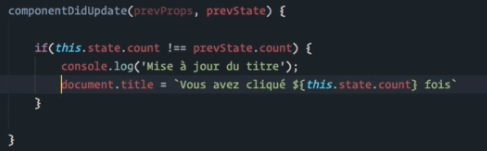 componentDidUpdate(prevProps, prevState) {
if(this.state.count !== prevState.count) {
console.log('Mise à jour du titre');
document.title = `Vous avez cliqué ${this.state.count} fois`
}
}